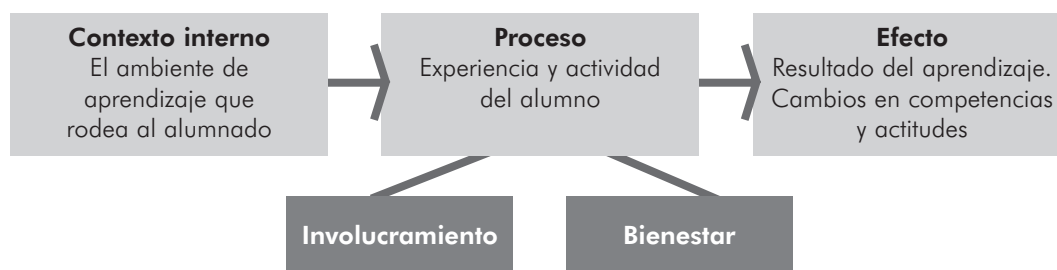 Contexto interno
El ambiente de
aprendizaje que
rodea al alumnado
Proceso
Experiencia y actividad
del alumno
Efecto
Resultado del aprendizaje.
Cambios en competencias
y actitudes
Involucramiento
Bienestar